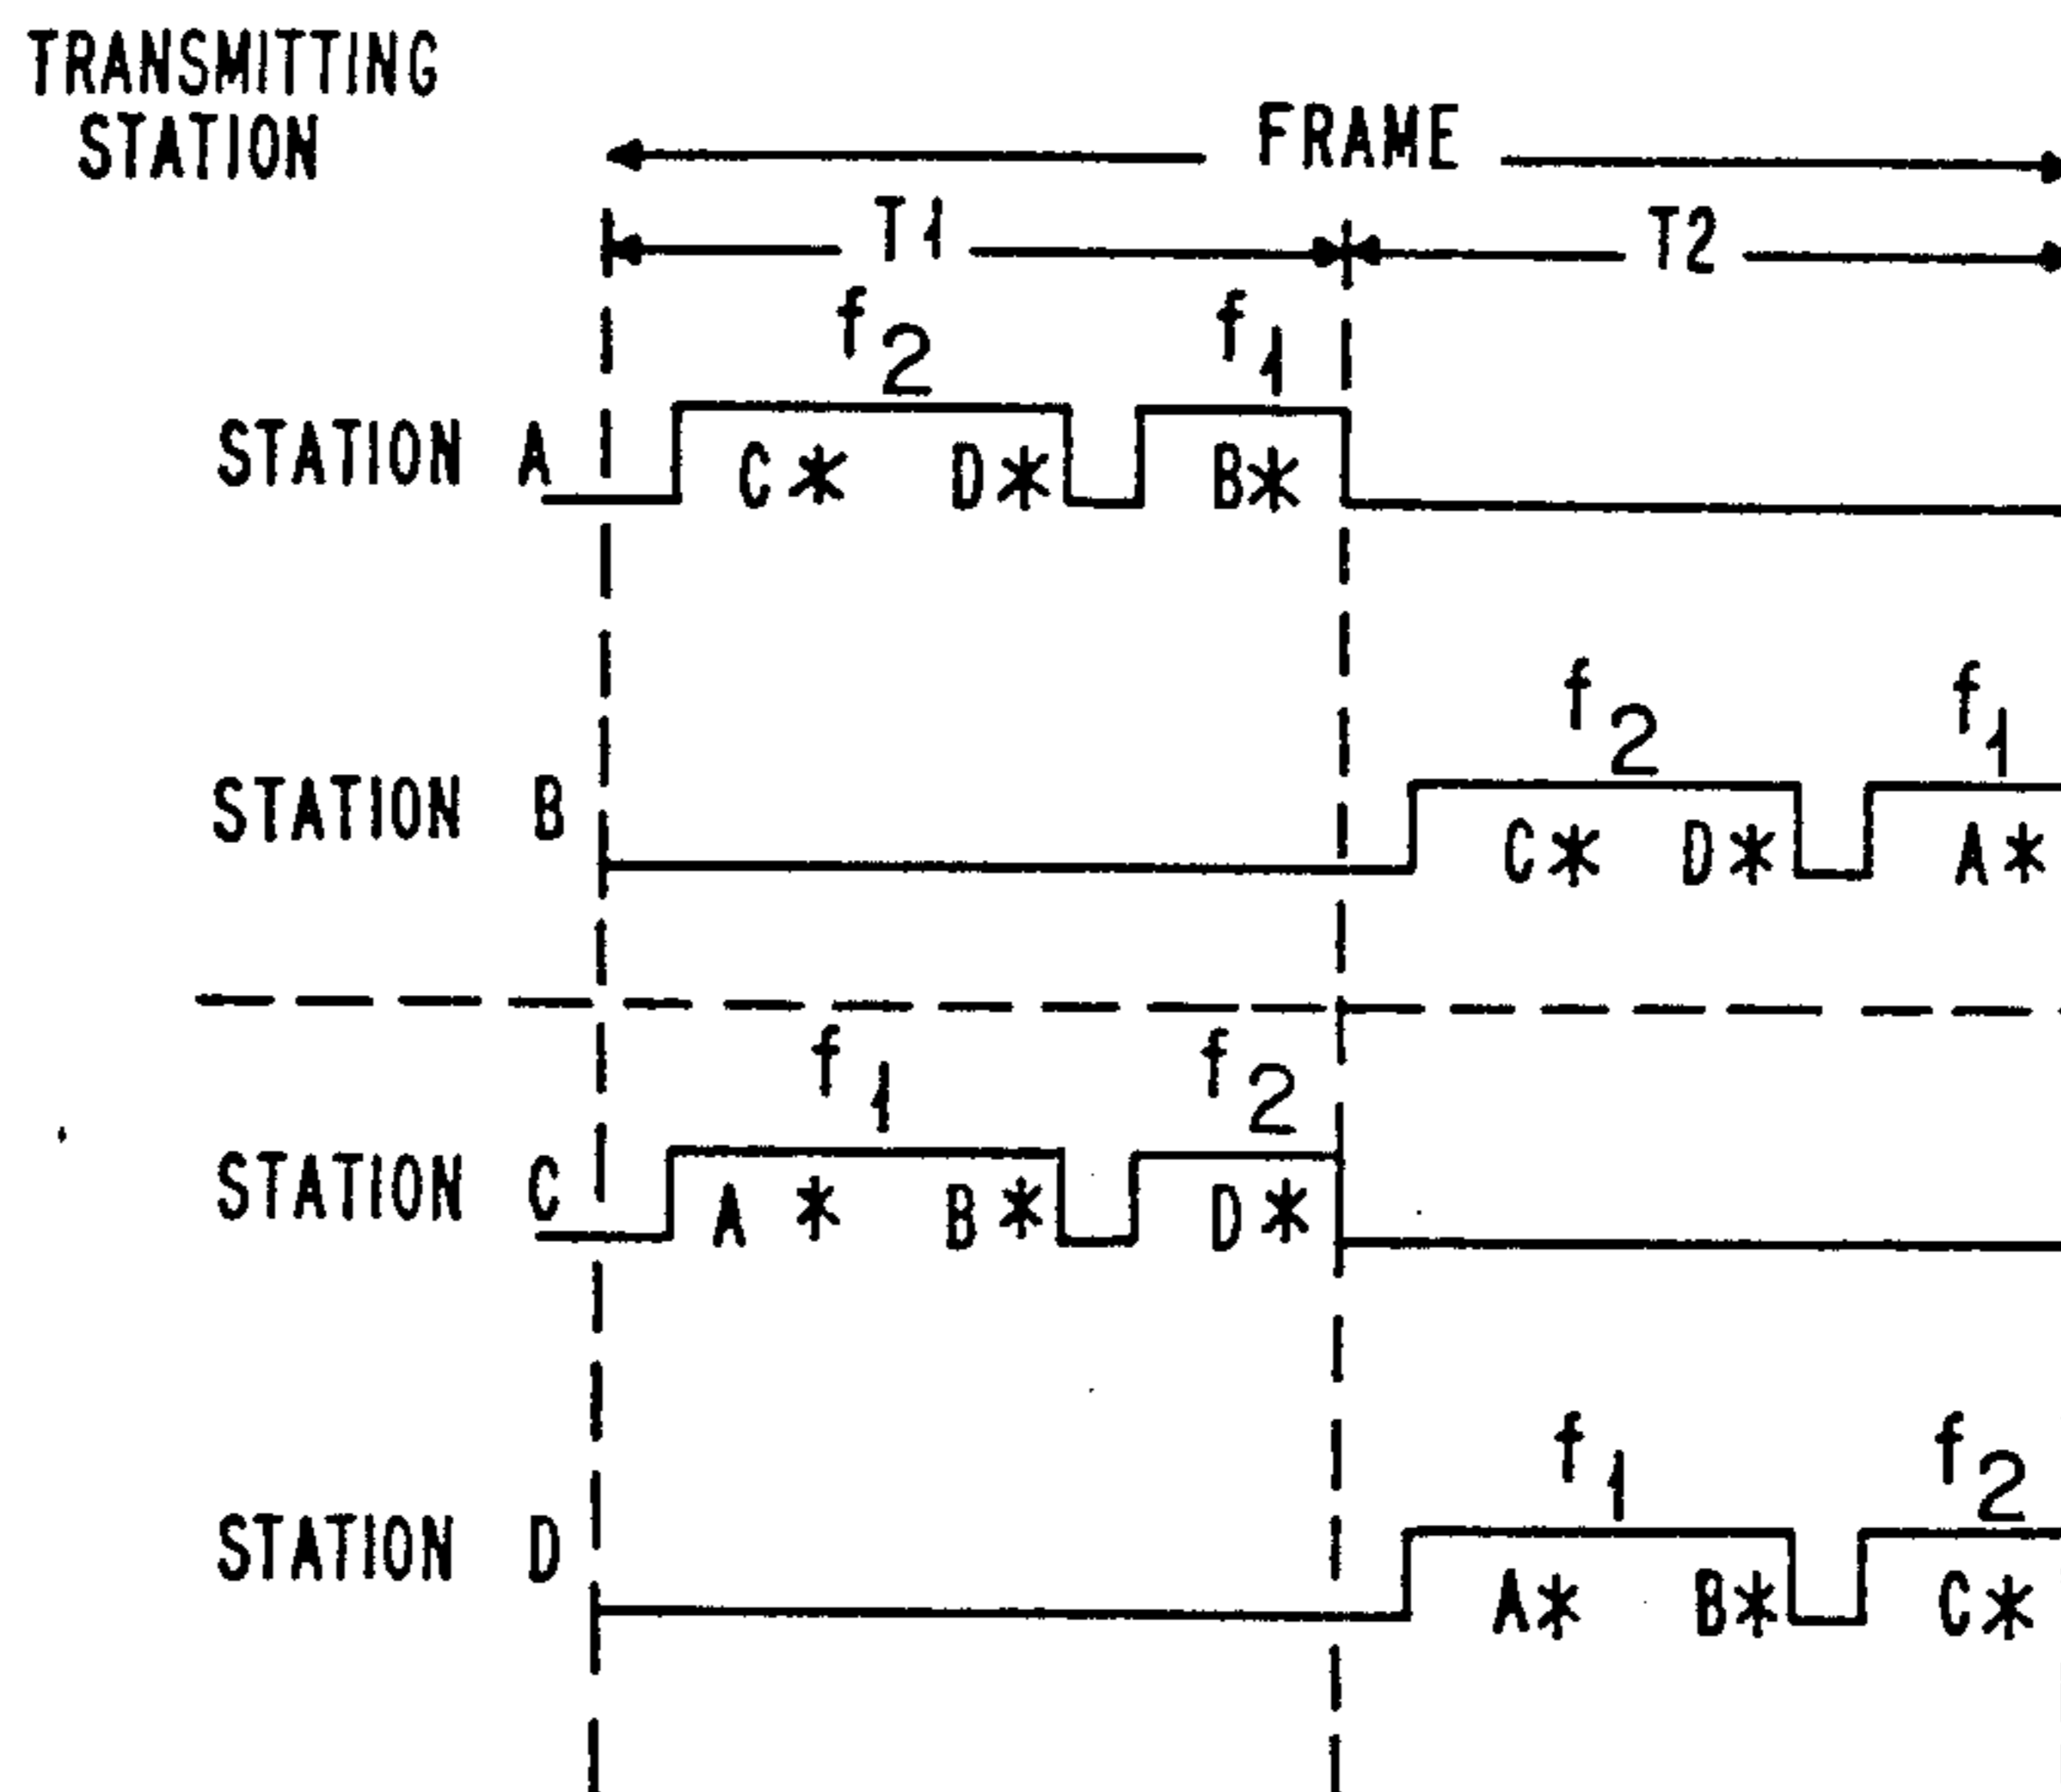 TRANSMITTING
STATION
FRAME
T1 T2
f2 f1
STATION A C* D* B*
f2 f1
STATION B C* D* A*
f1 f2
STATION C A * B* D*
f1 f2
STATION D A* B* C*